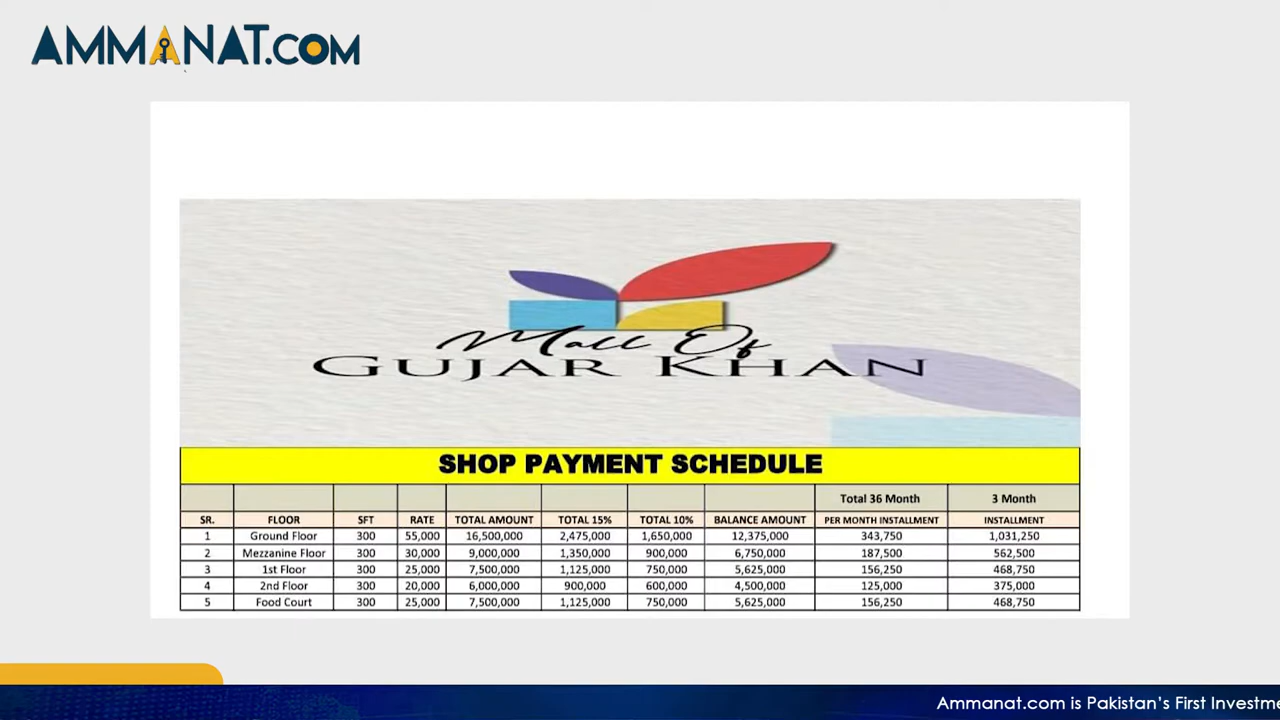 AMMANAT.COM
Mall Of
GUJAR KHAN
SHOP PAYMENT SCHEDULE
Total 36 Month 3 Month
SR. FLOOR SFT RATE TOTAL AMOUNT TOTAL 15% TOTAL 10% BALANCE AMOUNT PER MONTH INSTALLMENT INSTALLMENT
1 Ground Floor 300 55,000 16,500,000 2,475,000 1,650,000 12,375,000 343,750 1,031,250
2 Mezzanine Floor 300 30,000 9,000,000 1,350,000 900,000 6,750,000 187,500 562,500
3 1st Floor 300 25,000 7,500,000 1,125,000 750,000 5,625,000 156,250 468,750
4 2nd Floor 300 20,000 6,000,000 900,000 600,000 4,500,000 125,000 375,000
5 Food Court 300 25,000 7,500,000 1,125,000 750,000 5,625,000 156,250 468,750
Ammanat.com is Pakistan's First Investme